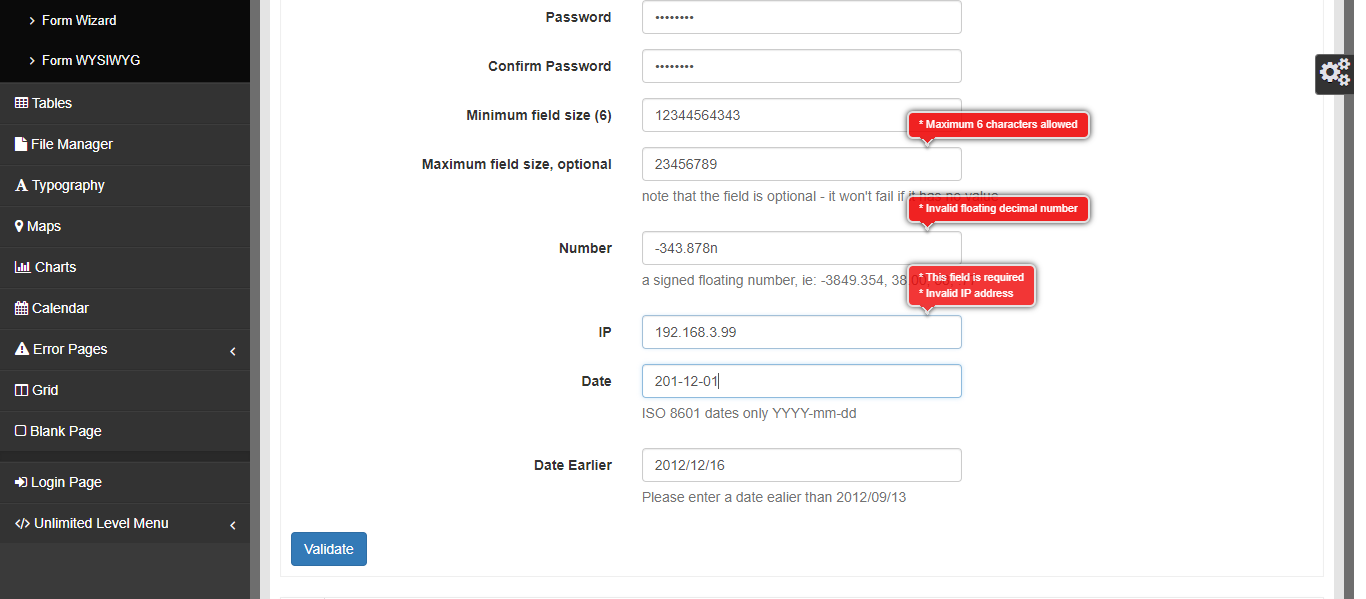 Form Wizard
Form WYSIWYG
Tables
File Manager
Typography
Maps
Charts
Calendar
Error Pages
Grid
Blank Page
Login Page
Unlimited Level Menu
Password ••••••••
Confirm Password ••••••••
Minimum field size (6) 12344564343
* Maximum 6 characters allowed
Maximum field size, optional 23456789
note that the field is optional - it won't fail if it has no value
* Invalid floating decimal number
Number -343.878n
a signed floating number, ie: -3849.354, 38.00,
* This field is required
* Invalid IP address
IP 192.168.3.99
Date 201-12-01
ISO 8601 dates only YYYY-mm-dd
Date Earlier 2012/12/16
Please enter a date ealier than 2012/09/13
Validate